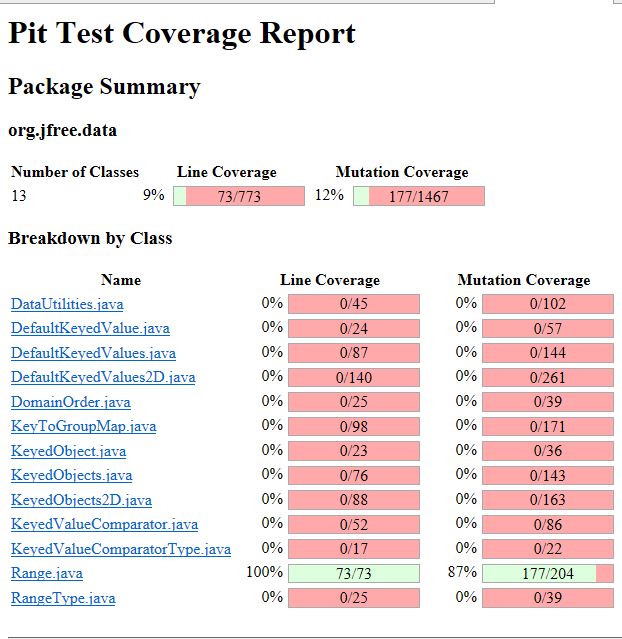 Pit Test Coverage Report
Package Summary
org.jfree.data
Number of Classes Line Coverage Mutation Coverage
13 9% 73/773 12% 177/1467
Breakdown by Class
Name Line Coverage Mutation Coverage
DataUtilities.java 0% 0/45 0% 0/102
DefaultKeyedValue.java 0% 0/24 0% 0/57
DefaultKeyedValues.java 0% 0/87 0% 0/144
DefaultKeyedValues2D.java 0% 0/140 0% 0/261
DomainOrder.java 0% 0/25 0% 0/39
KeyToGroupMap.java 0% 0/98 0% 0/171
KeyedObject.java 0% 0/23 0% 0/36
KeyedObjects.java 0% 0/76 0% 0/143
KeyedObjects2D.java 0% 0/88 0% 0/163
KeyedValueComparator.java 0% 0/52 0% 0/86
KeyedValueComparatorType.java 0% 0/17 0% 0/22
Range.java 100% 73/73 87% 177/204
RangeType.java 0% 0/25 0% 0/39